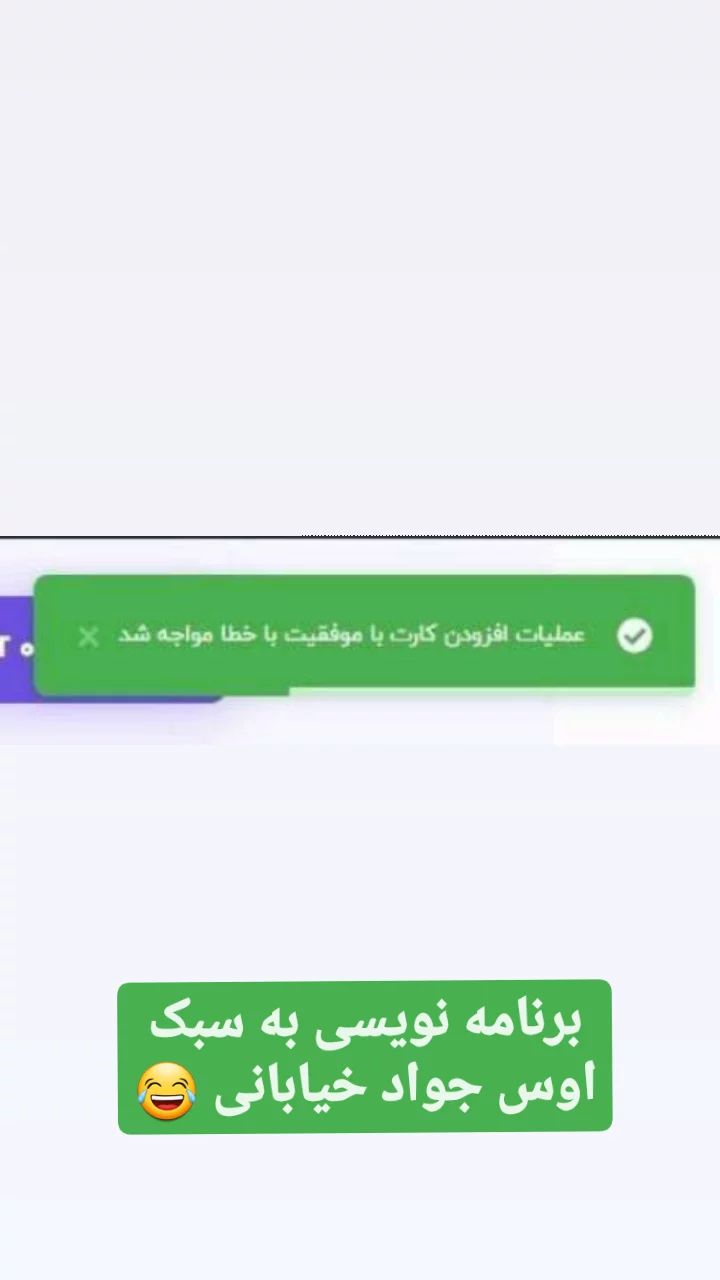 عملیات افزودن کارت با موفقیت با خطا مواجه شد
برنامه نویسی به سبک
اوس جواد خیابانی 😂